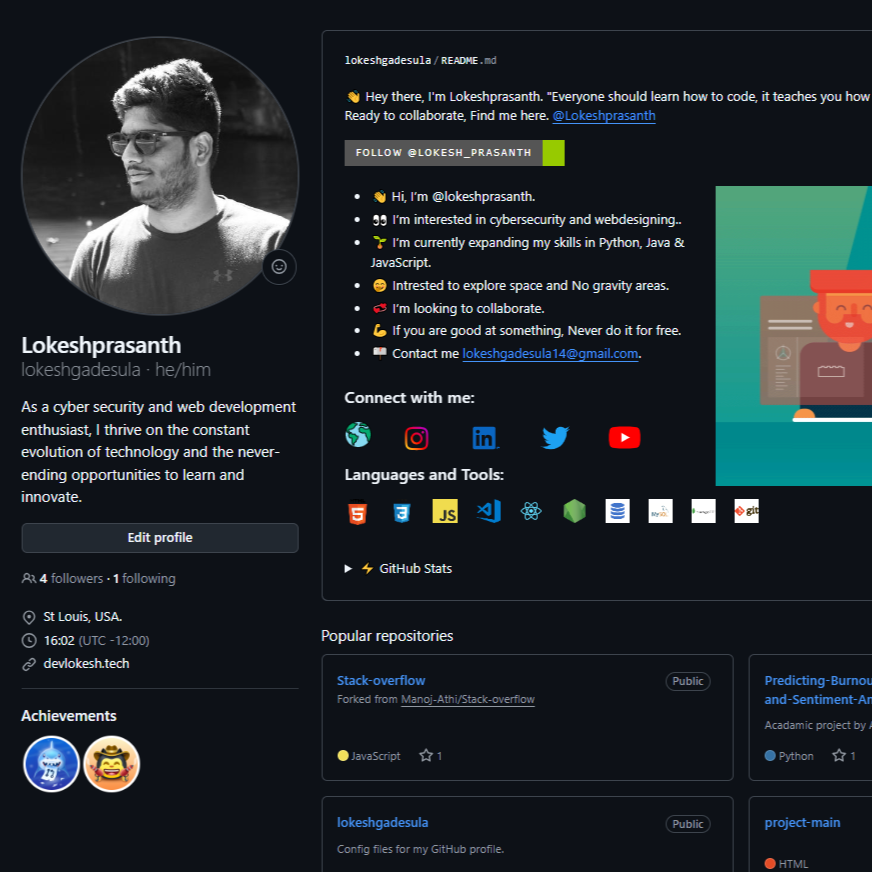 lokeshgadesula / README.md
👋 Hey there, I'm Lokeshprasanth. "Everyone should learn how to code, it teaches you how
Ready to collaborate, Find me here. @Lokeshprasanth
FOLLOW @LOKESH_PRASANTH
• 👋 Hi, I'm @lokeshprasanth.
• 👀 I'm interested in cybersecurity and webdesigning..
• 🌱 I'm currently expanding my skills in Python, Java &
JavaScript.
• 😄 Intrested to explore space and No gravity areas.
• 💞 I'm looking to collaborate.
• 💪 If you are good at something, Never do it for free.
• 📫 Contact me lokeshgadesula14@gmail.com.
Connect with me:
in
Languages and Tools:
5 3 JS MySQL git
▶ ⚡ GitHub Stats
Lokeshprasanth
lokeshgadesula · he/him
As a cyber security and web development
enthusiast, I thrive on the constant
evolution of technology and the never-
ending opportunities to learn and
innovate.
Edit profile
4 followers · 1 following
St Louis, USA.
16:02 (UTC -12:00)
devlokesh.tech
Achievements
Popular repositories
Stack-overflow
Public
Forked from Manoj-Athi/Stack-overflow
JavaScript ☆ 1
Predicting-Burnou
and-Sentiment-An
Acadamic project by A
Python ☆ 1
lokeshgadesula
Public
Config files for my GitHub profile.
project-main
HTML